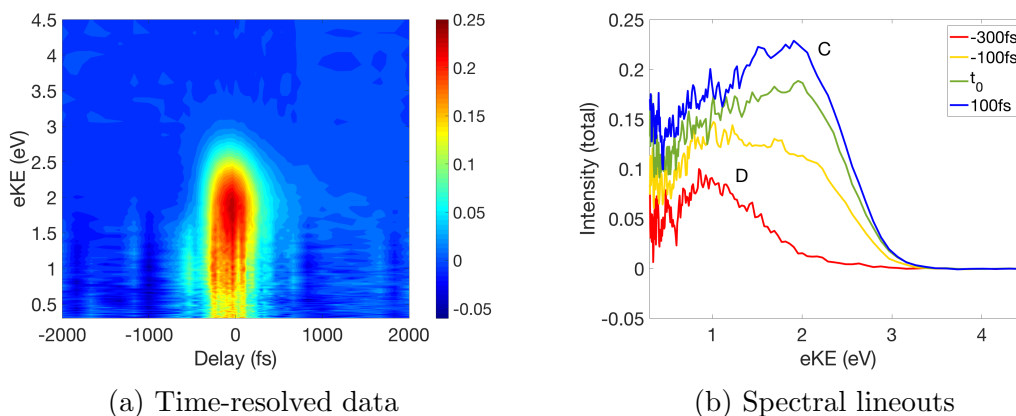 4.5
4
3.5
3
2.5
2
1.5
1
0.5
eKE (eV)
-2000
-1000
0
1000
2000
Delay (fs)
0.25
0.2
0.15
0.1
0.05
0
-0.05
(a) Time-resolved data
0.25
0.2
0.15
0.1
0.05
0
-0.05
Intensity (total)
C
D
-300fs
-100fs
t0
100fs
1
2
3
4
eKE (eV)
(b) Spectral lineouts